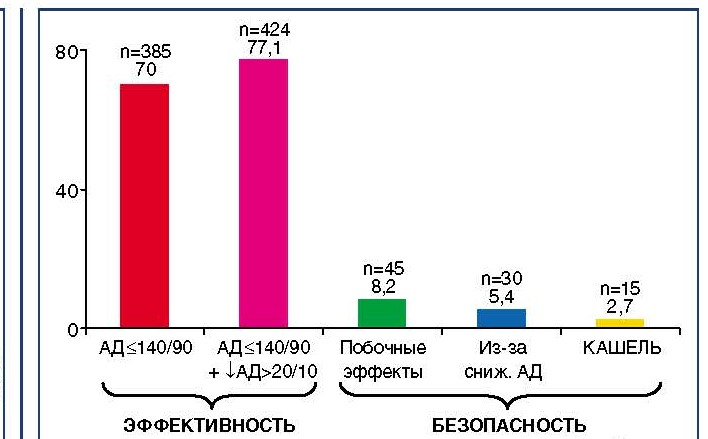 n=424
77,1
n=385
70
80
40
0
n=45
8,2
n=30
5,4
n=15
2,7
АД≤140/90
АД≤140/90
+ ↓АД>20/10
Побочные
эффекты
Из-за
сниж. АД
КАШЕЛЬ
ЭФФЕКТИВНОСТЬ
БЕЗОПАСНОСТЬ